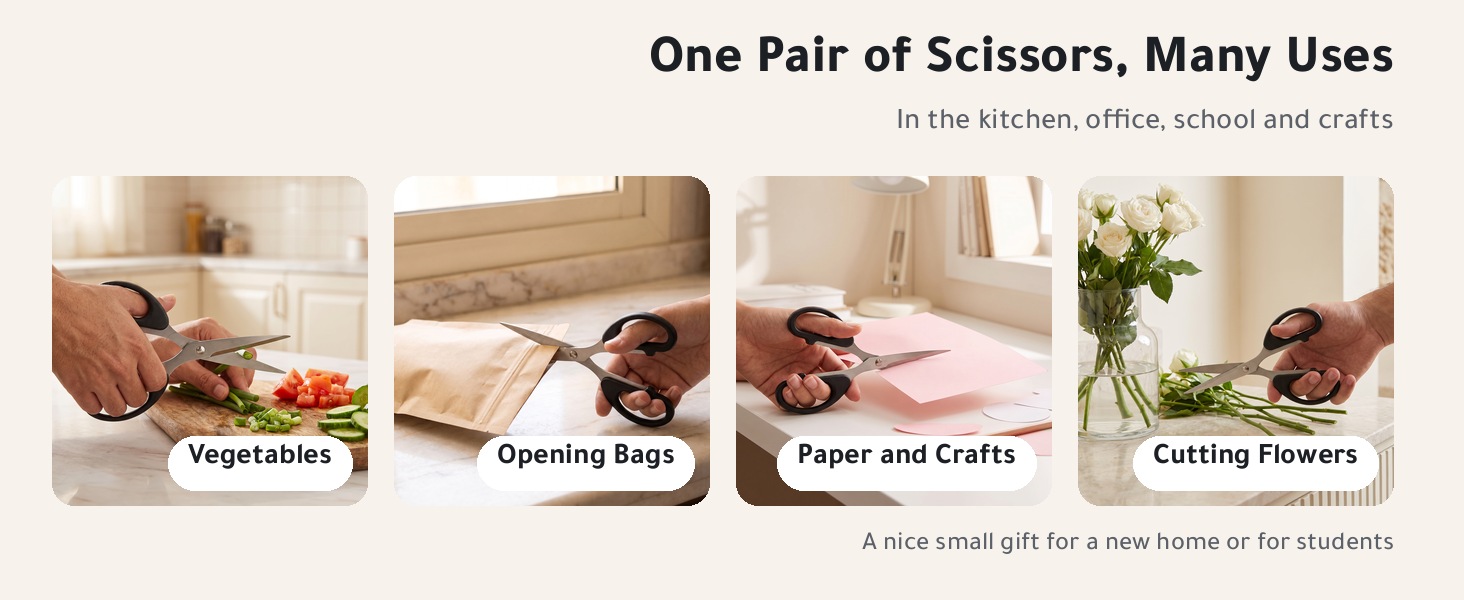 One Pair of Scissors, Many Uses
In the kitchen, office, school and crafts
Vegetables
Opening Bags
Paper and Crafts
Cutting Flowers
A nice small gift for a new home or for students